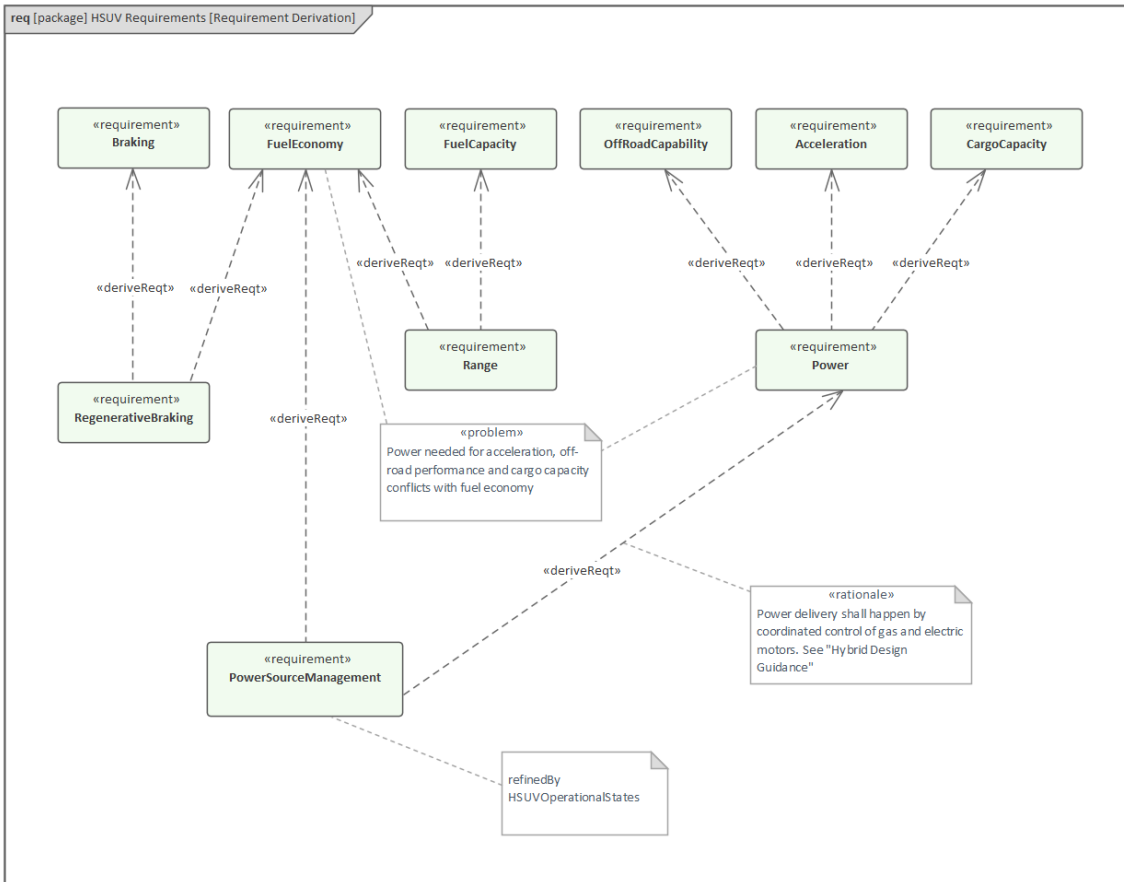 req [package] HSUV Requirements [Requirement Derivation]
«requirement»
Braking
«requirement»
FuelEconomy
«requirement»
FuelCapacity
«requirement»
OffRoadCapability
«requirement»
Acceleration
«requirement»
CargoCapacity
«deriveReqt»
«deriveReqt»
«deriveReqt»
«deriveReqt»
«deriveReqt»
«deriveReqt»
«deriveReqt»
«requirement»
Range
«requirement»
Power
«requirement»
RegenerativeBraking
«deriveReqt»
«problem»
Power needed for acceleration, off-
road performance and cargo capacity
conflicts with fuel economy
«deriveReqt»
«rationale»
Power delivery shall happen by
coordinated control of gas and electric
motors. See "Hybrid Design
Guidance"
«requirement»
PowerSourceManagement
refinedBy
HSUVOperationalStates